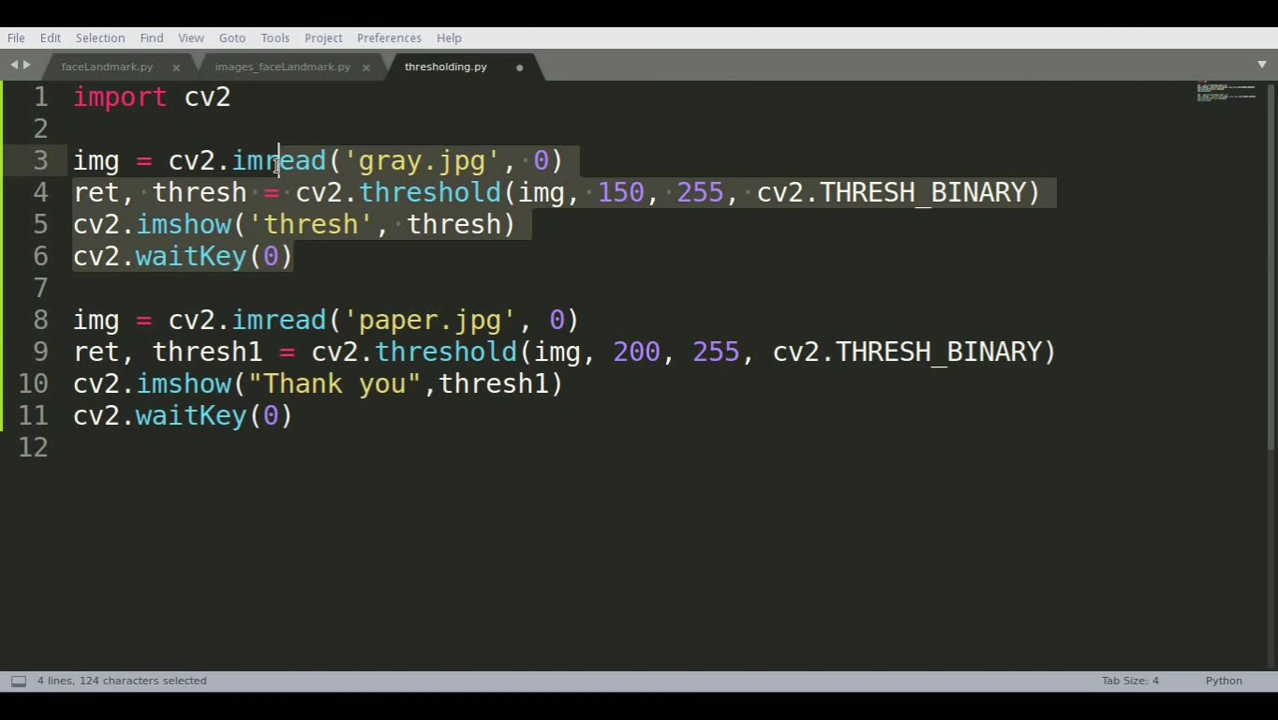 File Edit Selection Find View Goto Tools Project Preferences Help
faceLandmark.py × images_faceLandmark.py × thresholding.py
1 import cv2
2
3 img = cv2.imread('gray.jpg', 0)
4 ret, thresh = cv2.threshold(img, 150, 255, cv2.THRESH_BINARY)
5 cv2.imshow('thresh', thresh)
6 cv2.waitKey(0)
7
8 img = cv2.imread('paper.jpg', 0)
9 ret, thresh1 = cv2.threshold(img, 200, 255, cv2.THRESH_BINARY)
10 cv2.imshow("Thank you",thresh1)
11 cv2.waitKey(0)
12
4 lines, 124 characters selected Tab Size: 4 Python